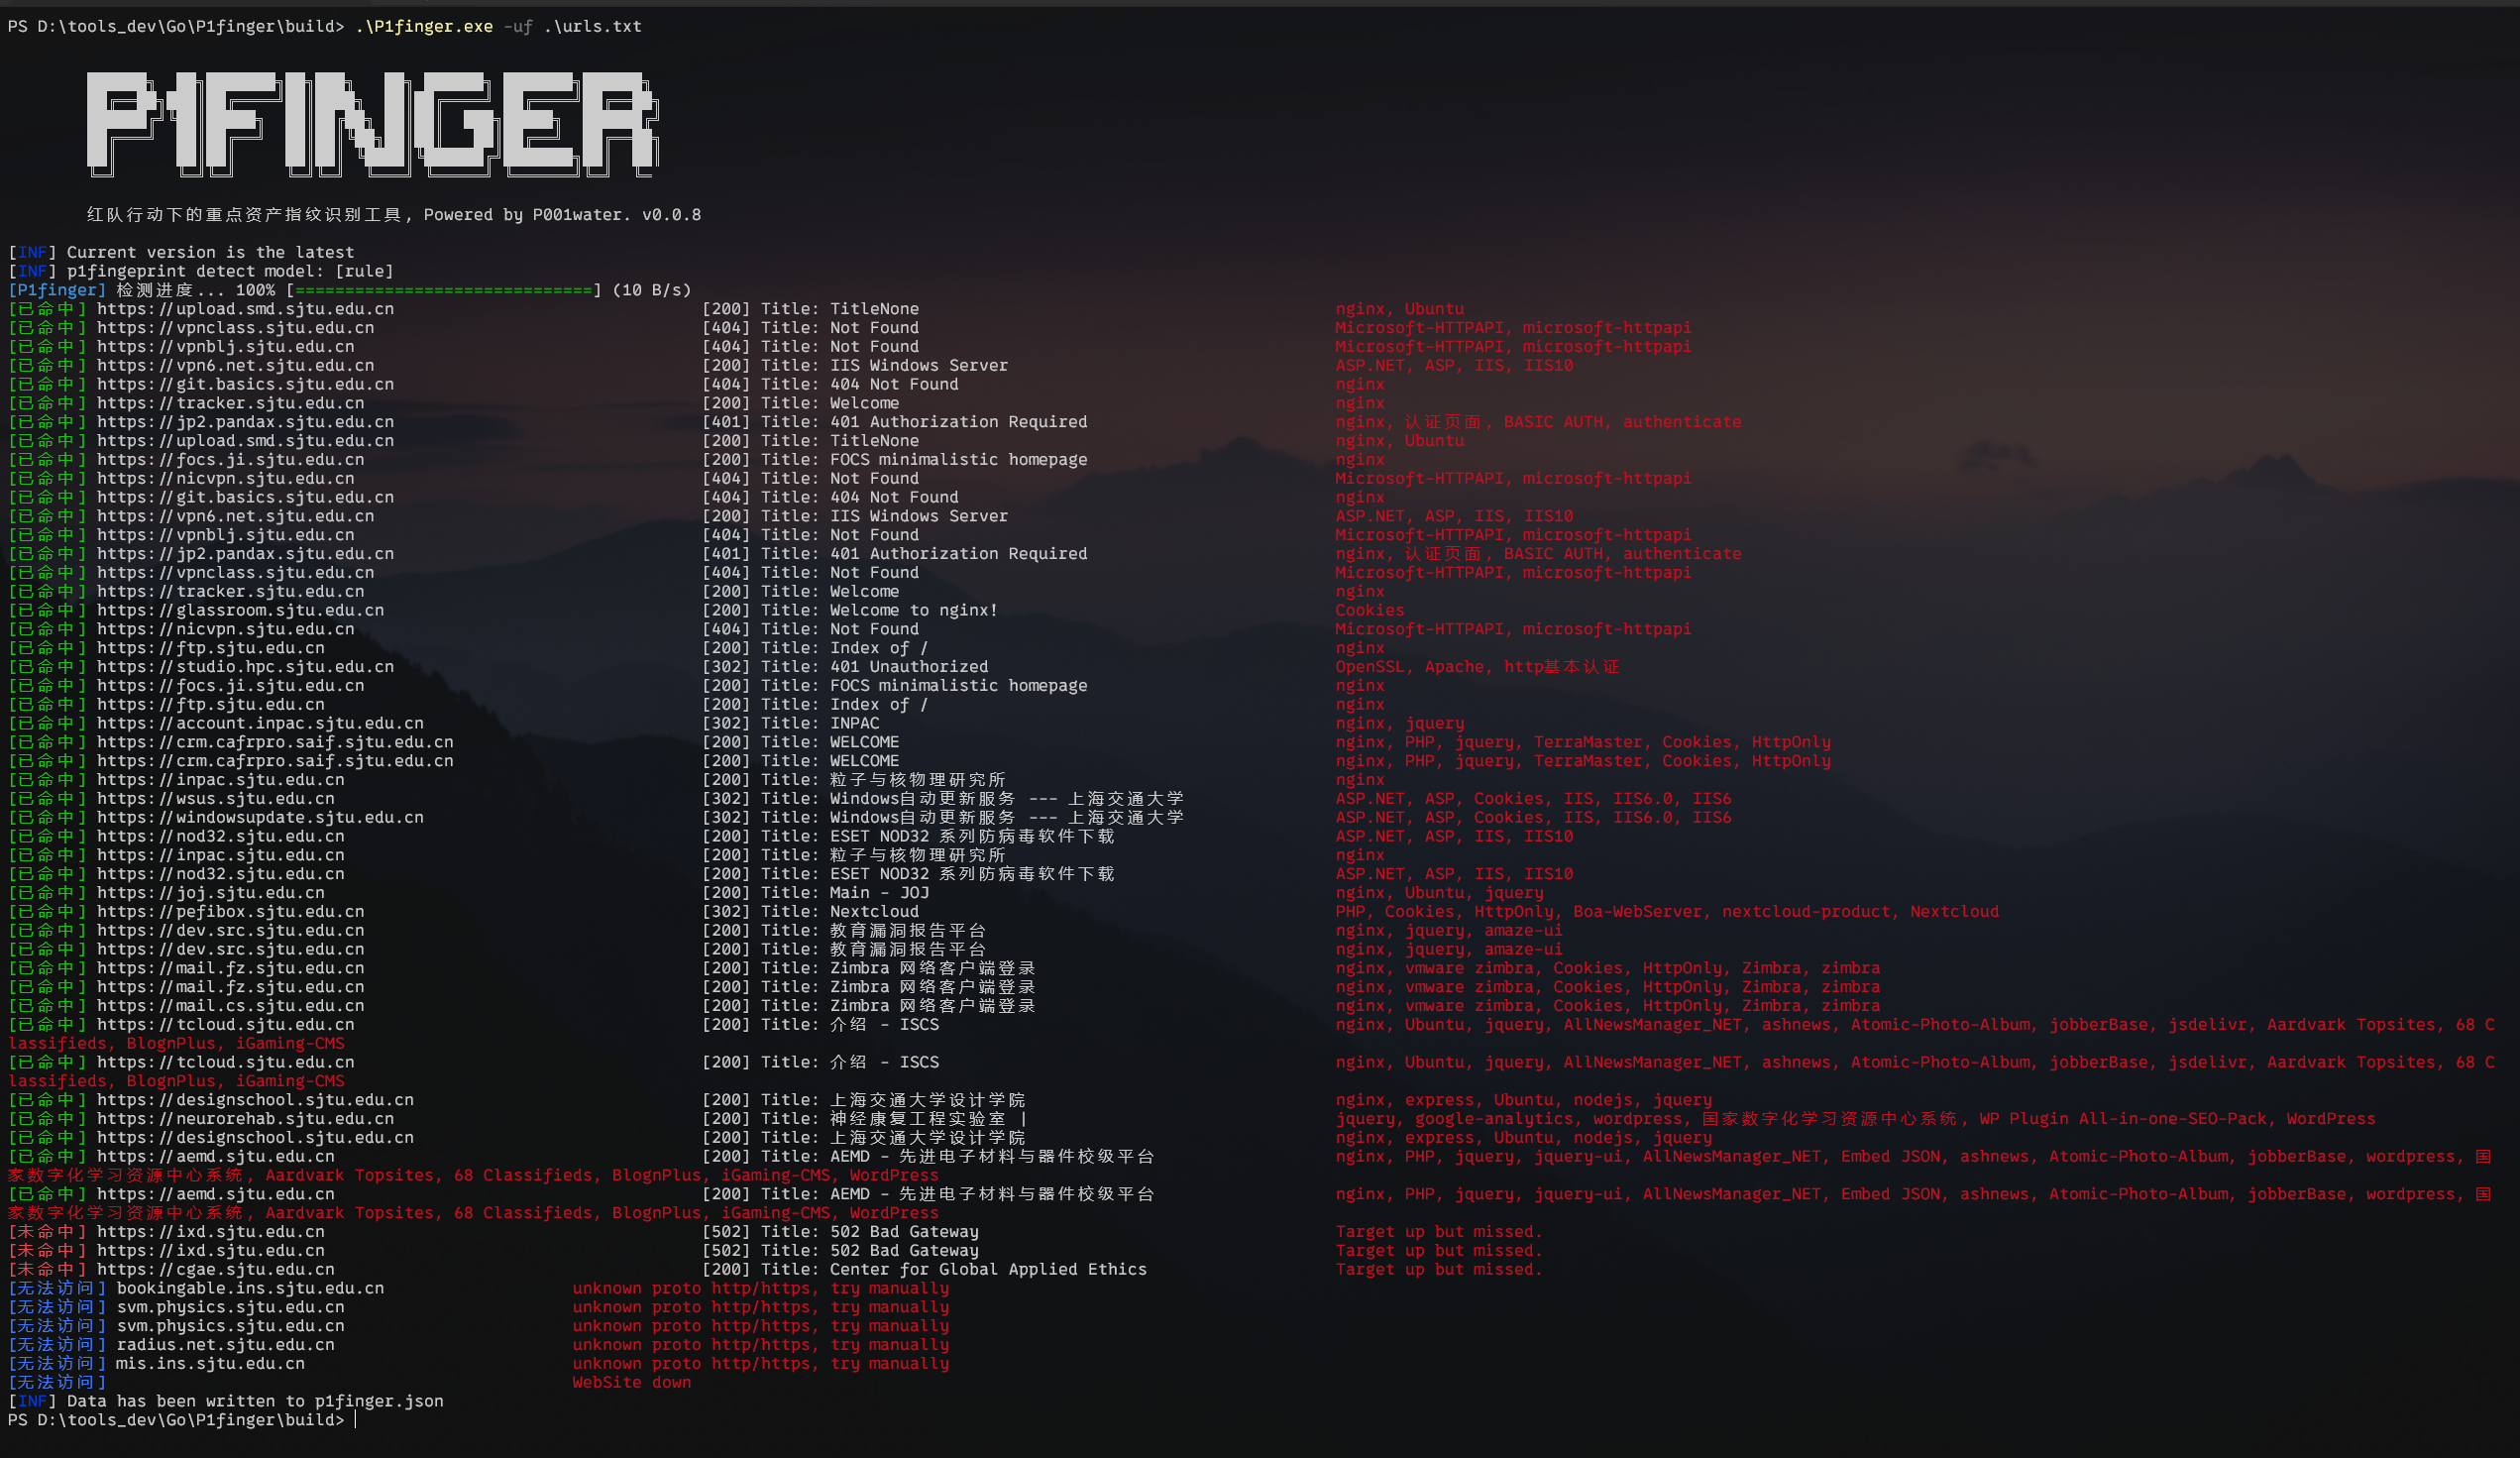 PS D:\tools_dev\Go\P1finger\build> .\P1finger.exe -uf .\urls.txt
P1FINGER
红队行动下的重点资产指纹识别工具, Powered by P001water. v0.0.8
[INF] Current version is the latest
[INF] p1fingeprint detect model: [rule]
[P1finger] 检测进度... 100% [==============================] (10 B/s)
[已命中] https://upload.smd.sjtu.edu.cn [200] Title: TitleNone nginx, Ubuntu
[已命中] https://vpnclass.sjtu.edu.cn [404] Title: Not Found Microsoft-HTTPAPI, microsoft-httpapi
[已命中] https://vpnblj.sjtu.edu.cn [404] Title: Not Found Microsoft-HTTPAPI, microsoft-httpapi
[已命中] https://vpn6.net.sjtu.edu.cn [200] Title: IIS Windows Server ASP.NET, ASP, IIS, IIS10
[已命中] https://git.basics.sjtu.edu.cn [404] Title: 404 Not Found nginx
[已命中] https://tracker.sjtu.edu.cn [200] Title: Welcome nginx
[已命中] https://jp2.pandax.sjtu.edu.cn [401] Title: 401 Authorization Required nginx, 认证页面, BASIC AUTH, authenticate
[已命中] https://upload.smd.sjtu.edu.cn [200] Title: TitleNone nginx, Ubuntu
[已命中] https://focs.ji.sjtu.edu.cn [200] Title: FOCS minimalistic homepage nginx
[已命中] https://nicvpn.sjtu.edu.cn [404] Title: Not Found Microsoft-HTTPAPI, microsoft-httpapi
[已命中] https://git.basics.sjtu.edu.cn [404] Title: 404 Not Found nginx
[已命中] https://vpn6.net.sjtu.edu.cn [200] Title: IIS Windows Server ASP.NET, ASP, IIS, IIS10
[已命中] https://vpnblj.sjtu.edu.cn [404] Title: Not Found Microsoft-HTTPAPI, microsoft-httpapi
[已命中] https://jp2.pandax.sjtu.edu.cn [401] Title: 401 Authorization Required nginx, 认证页面, BASIC AUTH, authenticate
[已命中] https://vpnclass.sjtu.edu.cn [404] Title: Not Found Microsoft-HTTPAPI, microsoft-httpapi
[已命中] https://tracker.sjtu.edu.cn [200] Title: Welcome nginx
[已命中] https://glassroom.sjtu.edu.cn [200] Title: Welcome to nginx! Cookies
[已命中] https://nicvpn.sjtu.edu.cn [404] Title: Not Found Microsoft-HTTPAPI, microsoft-httpapi
[已命中] https://ftp.sjtu.edu.cn [200] Title: Index of / nginx
[已命中] https://studio.hpc.sjtu.edu.cn [302] Title: 401 Unauthorized OpenSSL, Apache, http基本认证
[已命中] https://focs.ji.sjtu.edu.cn [200] Title: FOCS minimalistic homepage nginx
[已命中] https://ftp.sjtu.edu.cn [200] Title: Index of / nginx
[已命中] https://account.inpac.sjtu.edu.cn [302] Title: INPAC nginx, jquery
[已命中] https://crm.cafrpro.saif.sjtu.edu.cn [200] Title: WELCOME nginx, PHP, jquery, TerraMaster, Cookies, HttpOnly
[已命中] https://crm.cafrpro.saif.sjtu.edu.cn [200] Title: WELCOME nginx, PHP, jquery, TerraMaster, Cookies, HttpOnly
[已命中] https://inpac.sjtu.edu.cn [200] Title: 粒子与核物理研究所 nginx
[已命中] https://wsus.sjtu.edu.cn [302] Title: Windows自动更新服务 --- 上海交通大学 ASP.NET, ASP, Cookies, IIS, IIS6.0, IIS6
[已命中] https://windowsupdate.sjtu.edu.cn [302] Title: Windows自动更新服务 --- 上海交通大学 ASP.NET, ASP, Cookies, IIS, IIS6.0, IIS6
[已命中] https://nod32.sjtu.edu.cn [200] Title: ESET NOD32 系列防病毒软件下载 ASP.NET, ASP, IIS, IIS10
[已命中] https://inpac.sjtu.edu.cn [200] Title: 粒子与核物理研究所 nginx
[已命中] https://nod32.sjtu.edu.cn [200] Title: ESET NOD32 系列防病毒软件下载 ASP.NET, ASP, IIS, IIS10
[已命中] https://joj.sjtu.edu.cn [200] Title: Main - JOJ nginx, Ubuntu, jquery
[已命中] https://pefibox.sjtu.edu.cn [302] Title: Nextcloud PHP, Cookies, HttpOnly, Boa-WebServer, nextcloud-product, Nextcloud
[已命中] https://dev.src.sjtu.edu.cn [200] Title: 教育漏洞报告平台 nginx, jquery, amaze-ui
[已命中] https://dev.src.sjtu.edu.cn [200] Title: 教育漏洞报告平台 nginx, jquery, amaze-ui
[已命中] https://mail.fz.sjtu.edu.cn [200] Title: Zimbra 网络客户端登录 nginx, vmware zimbra, Cookies, HttpOnly, Zimbra, zimbra
[已命中] https://mail.fz.sjtu.edu.cn [200] Title: Zimbra 网络客户端登录 nginx, vmware zimbra, Cookies, HttpOnly, Zimbra, zimbra
[已命中] https://mail.cs.sjtu.edu.cn [200] Title: Zimbra 网络客户端登录 nginx, vmware zimbra, Cookies, HttpOnly, Zimbra, zimbra
[已命中] https://tcloud.sjtu.edu.cn [200] Title: 介绍 - ISCS nginx, Ubuntu, jquery, AllNewsManager_NET, ashnews, Atomic-Photo-Album, jobberBase, jsdelivr, Aardvark Topsites, 68 C
lassifieds, BlognPlus, iGaming-CMS
[已命中] https://tcloud.sjtu.edu.cn [200] Title: 介绍 - ISCS nginx, Ubuntu, jquery, AllNewsManager_NET, ashnews, Atomic-Photo-Album, jobberBase, jsdelivr, Aardvark Topsites, 68 C
lassifieds, BlognPlus, iGaming-CMS
[已命中] https://designschool.sjtu.edu.cn [200] Title: 上海交通大学设计学院 nginx, express, Ubuntu, nodejs, jquery
[已命中] https://neurorehab.sjtu.edu.cn [200] Title: 神经康复工程实验室 | jquery, google-analytics, wordpress, 国家数字化学习资源中心系统, WP Plugin All-in-one-SEO-Pack, WordPress
[已命中] https://designschool.sjtu.edu.cn [200] Title: 上海交通大学设计学院 nginx, express, Ubuntu, nodejs, jquery
[已命中] https://aemd.sjtu.edu.cn [200] Title: AEMD - 先进电子材料与器件校级平台 nginx, PHP, jquery, jquery-ui, AllNewsManager_NET, Embed JSON, ashnews, Atomic-Photo-Album, jobberBase, wordpress, 国
家数字化学习资源中心系统, Aardvark Topsites, 68 Classifieds, BlognPlus, iGaming-CMS, WordPress
[已命中] https://aemd.sjtu.edu.cn [200] Title: AEMD - 先进电子材料与器件校级平台 nginx, PHP, jquery, jquery-ui, AllNewsManager_NET, Embed JSON, ashnews, Atomic-Photo-Album, jobberBase, wordpress, 国
家数字化学习资源中心系统, Aardvark Topsites, 68 Classifieds, BlognPlus, iGaming-CMS, WordPress
[未命中] https://ixd.sjtu.edu.cn [502] Title: 502 Bad Gateway Target up but missed.
[未命中] https://ixd.sjtu.edu.cn [502] Title: 502 Bad Gateway Target up but missed.
[未命中] https://cgae.sjtu.edu.cn [200] Title: Center for Global Applied Ethics Target up but missed.
[无法访问] bookingable.ins.sjtu.edu.cn unknown proto http/https, try manually
[无法访问] svm.physics.sjtu.edu.cn unknown proto http/https, try manually
[无法访问] svm.physics.sjtu.edu.cn unknown proto http/https, try manually
[无法访问] radius.net.sjtu.edu.cn unknown proto http/https, try manually
[无法访问] mis.ins.sjtu.edu.cn unknown proto http/https, try manually
[无法访问] WebSite down
[INF] Data has been written to p1finger.json
PS D:\tools_dev\Go\P1finger\build>